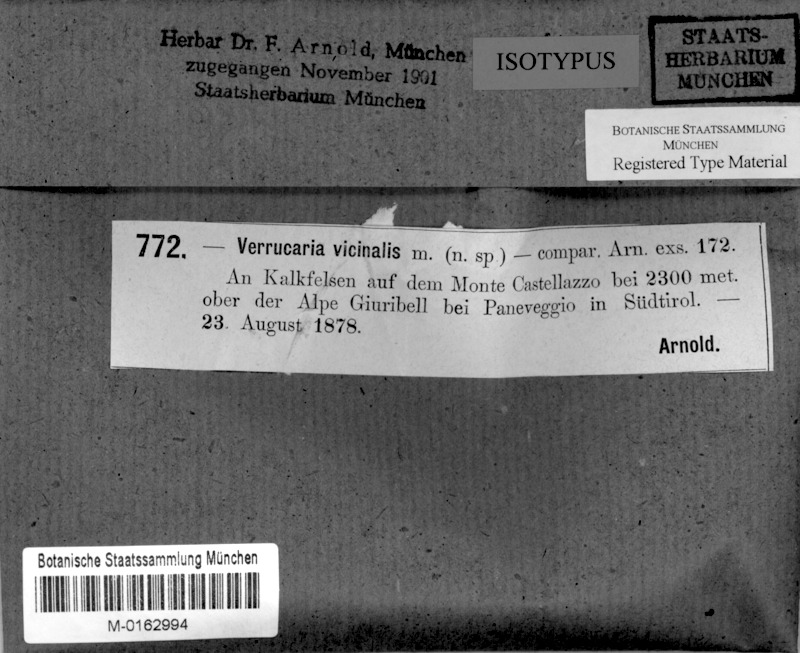 Herbar Dr. F. Arnold, München
zugegangen November 1901
Staatsherbarium München
ISOTYPUS
STAATS-
HERBARIUM
MÜNCHEN
BOTANISCHE STAATSSAMMLUNG
MÜNCHEN
Registered Type Material
772. — Verrucaria vicinalis m. (n. sp.) — compar. Arn. exs. 172.
An Kalkfelsen auf dem Monte Castellazzo bei 2300 met.
ober der Alpe Giuribell bei Paneveggio in Südtirol. —
23. August 1878.
Arnold.
Botanische Staatssammlung München
M-0162994